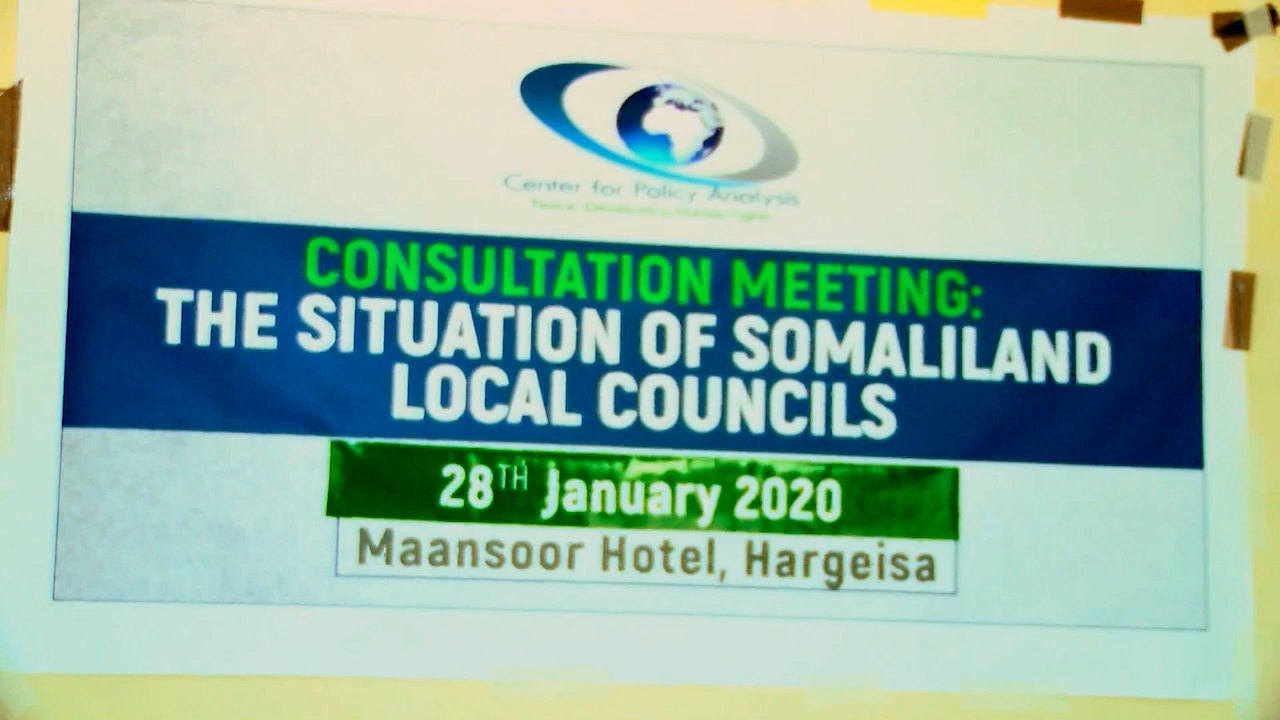 Center for Policy Analysis
CONSULTATION MEETING:
THE SITUATION OF SOMALILAND
LOCAL COUNCILS
28TH January 2020
Maansoor Hotel, Hargeisa